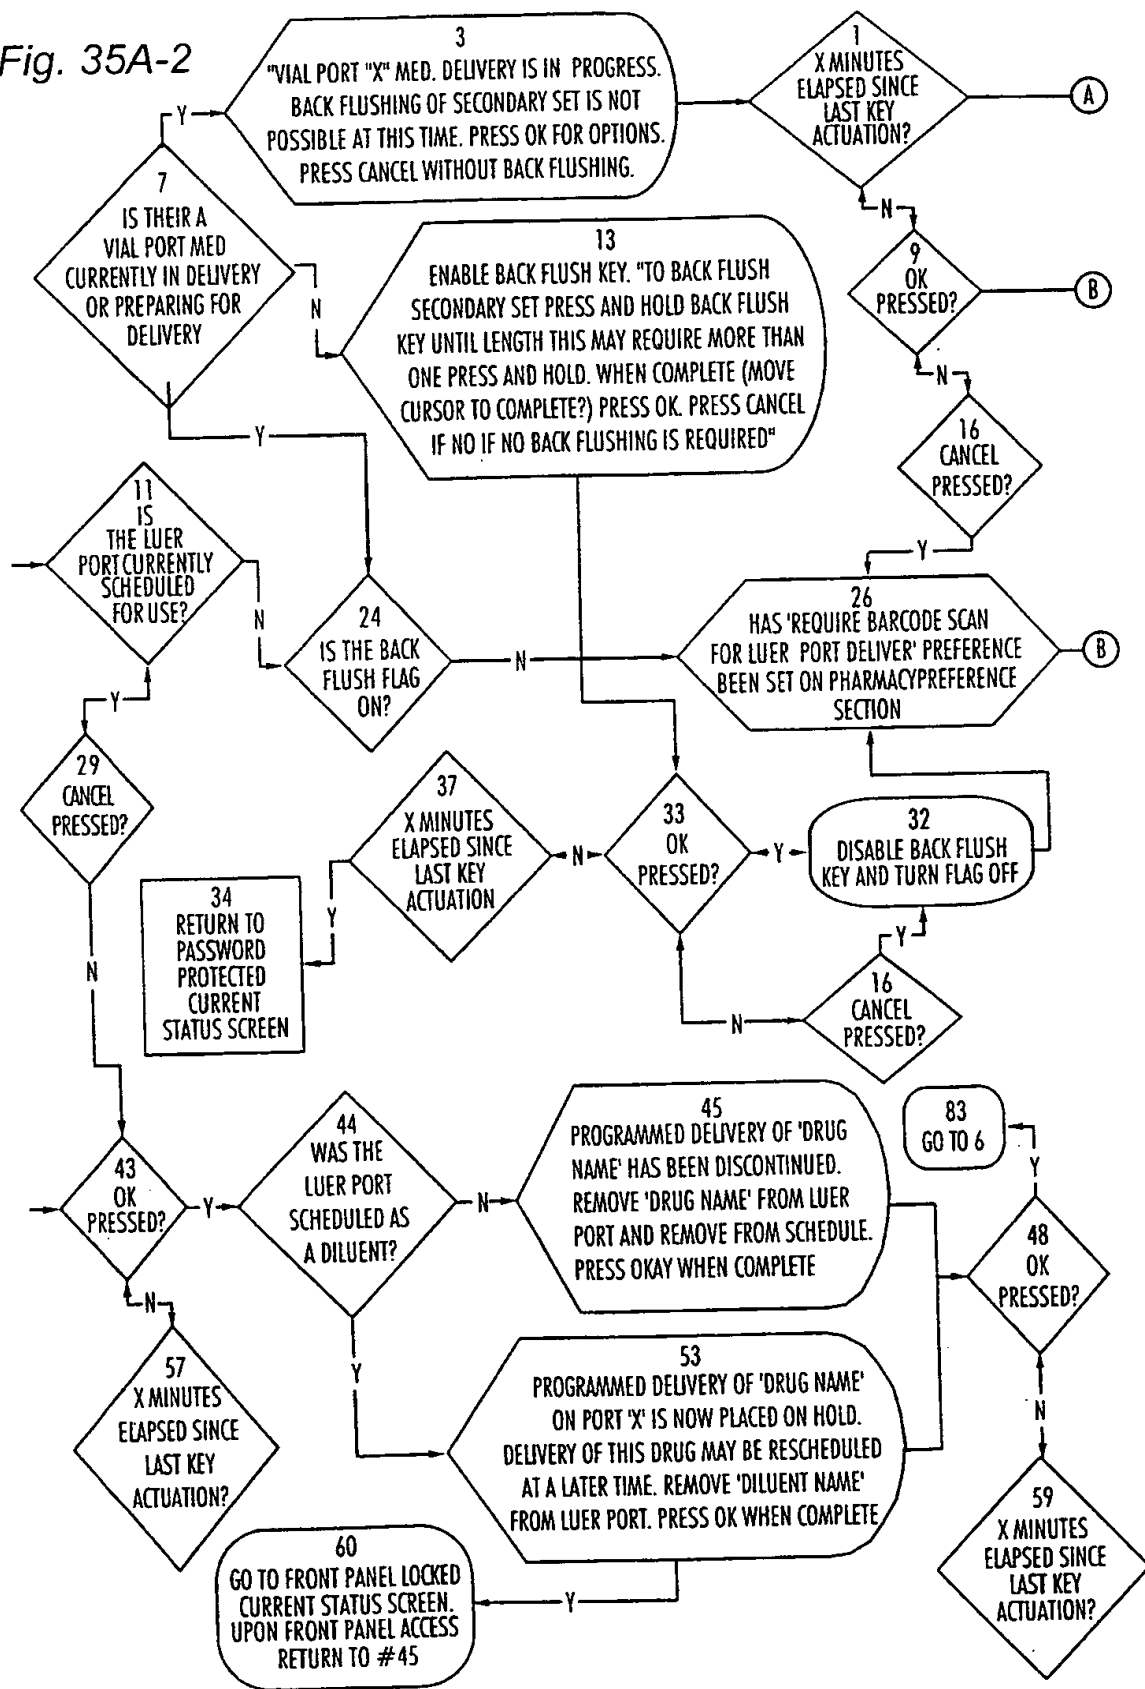 Fig. 35A-2
3
"VIAL PORT "X" MED. DELIVERY IS IN PROGRESS.
BACK FLUSHING OF SECONDARY SET IS NOT
POSSIBLE AT THIS TIME. PRESS OK FOR OPTIONS.
PRESS CANCEL WITHOUT BACK FLUSHING.
1
X MINUTES
ELAPSED SINCE
LAST KEY
ACTUATION?
A
Y
N
7
IS THEIR A
VIAL PORT MED
CURRENTLY IN DELIVERY
OR PREPARING FOR
DELIVERY
N
Y
13
ENABLE BACK FLUSH KEY. "TO BACK FLUSH
SECONDARY SET PRESS AND HOLD BACK FLUSH
KEY UNTIL LENGTH THIS MAY REQUIRE MORE THAN
ONE PRESS AND HOLD. WHEN COMPLETE (MOVE
CURSOR TO COMPLETE?) PRESS OK. PRESS CANCEL
IF NO IF NO BACK FLUSHING IS REQUIRED"
9
OK
PRESSED?
B
N
16
CANCEL
PRESSED?
Y
11
IS
THE LUER
PORT CURRENTLY
SCHEDULED
FOR USE?
N
Y
24
IS THE BACK
FLUSH FLAG
ON?
N
26
HAS 'REQUIRE BARCODE SCAN
FOR LUER PORT DELIVER' PREFERENCE
BEEN SET ON PHARMACYPREFERENCE
SECTION
B
29
CANCEL
PRESSED?
N
37
X MINUTES
ELAPSED SINCE
LAST KEY
ACTUATION
N
Y
33
OK
PRESSED?
Y
N
32
DISABLE BACK FLUSH
KEY AND TURN FLAG OFF
Y
16
CANCEL
PRESSED?
34
RETURN TO
PASSWORD
PROTECTED
CURRENT
STATUS SCREEN
43
OK
PRESSED?
Y
N
44
WAS THE
LUER PORT
SCHEDULED AS
A DILUENT?
N
Y
45
PROGRAMMED DELIVERY OF 'DRUG
NAME' HAS BEEN DISCONTINUED.
REMOVE 'DRUG NAME' FROM LUER
PORT AND REMOVE FROM SCHEDULE.
PRESS OKAY WHEN COMPLETE
83
GO TO 6
Y
48
OK
PRESSED?
N
57
X MINUTES
ELAPSED SINCE
LAST KEY
ACTUATION?
53
PROGRAMMED DELIVERY OF 'DRUG NAME'
ON PORT 'X' IS NOW PLACED ON HOLD.
DELIVERY OF THIS DRUG MAY BE RESCHEDULED
AT A LATER TIME. REMOVE 'DILUENT NAME'
FROM LUER PORT. PRESS OK WHEN COMPLETE
Y
59
X MINUTES
ELAPSED SINCE
LAST KEY
ACTUATION?
60
GO TO FRONT PANEL LOCKED
CURRENT STATUS SCREEN.
UPON FRONT PANEL ACCESS
RETURN TO #45